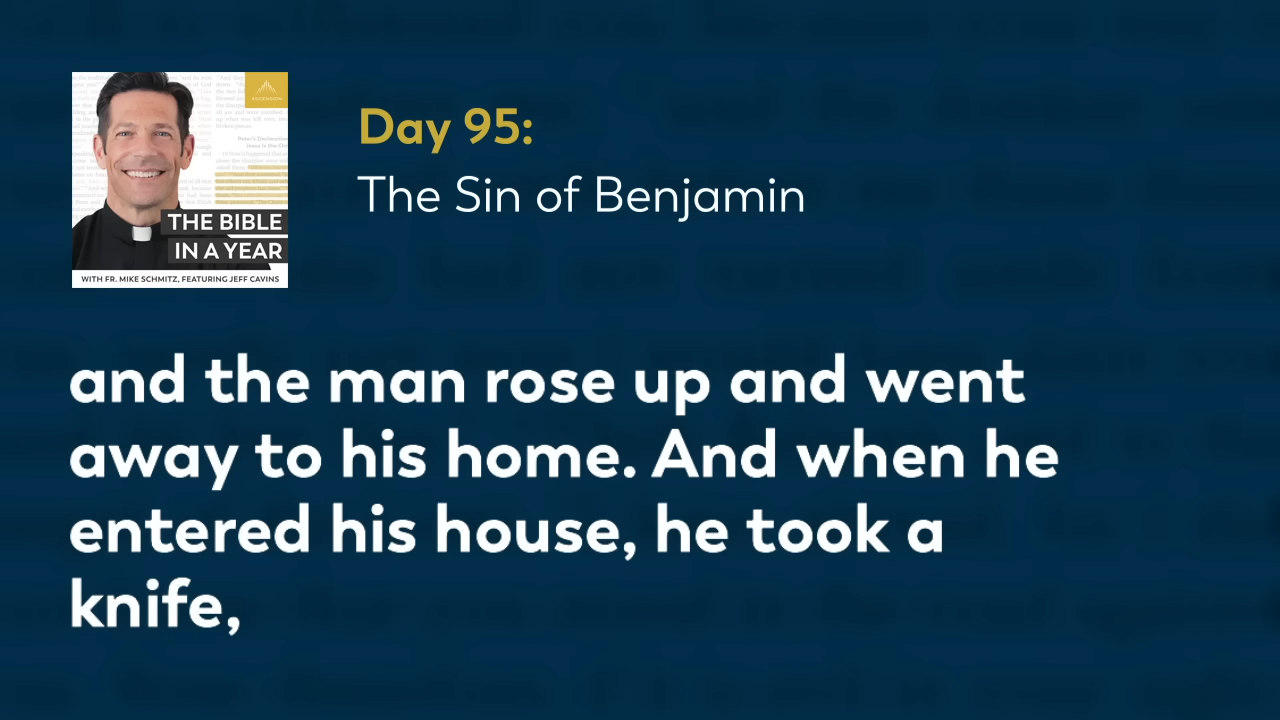 ASCENSION
THE BIBLE
IN A YEAR
WITH FR. MIKE SCHMITZ, FEATURING JEFF CAVINS
Day 95:
The Sin of Benjamin
and the man rose up and went
away to his home. And when he
entered his house, he took a
knife,